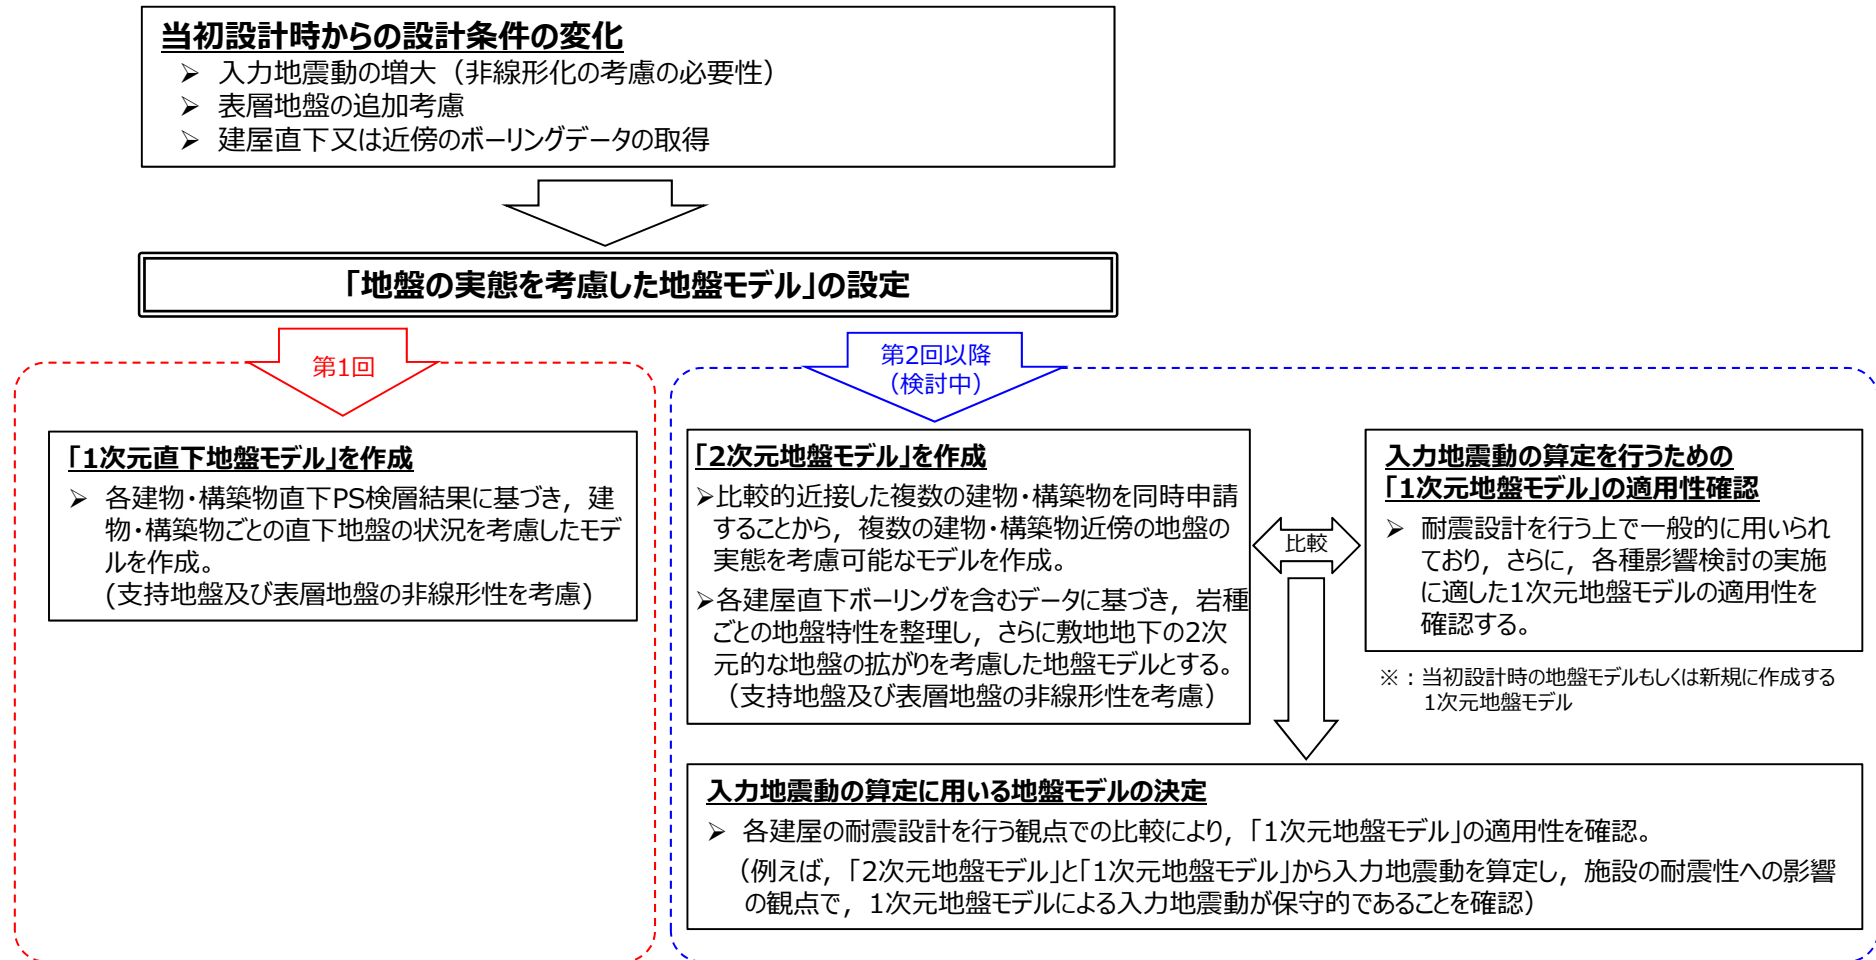 当初設計時からの設計条件の変化
➢ 入力地震動の増大（非線形化の考慮の必要性）
➢ 表層地盤の追加考慮
➢ 建屋直下又は近傍のボーリングデータの取得
「地盤の実態を考慮した地盤モデル」の設定
第1回
「1次元直下地盤モデル」を作成
➢ 各建物・構築物直下PS検層結果に基づき，建
物・構築物ごとの直下地盤の状況を考慮したモデ
ルを作成。
(支持地盤及び表層地盤の非線形性を考慮)
第2回以降
（検討中）
「2次元地盤モデル」を作成
➢比較的近接した複数の建物・構築物を同時申請
することから，複数の建物・構築物近傍の地盤の
実態を考慮可能なモデルを作成。
➢各建屋直下ボーリングを含むデータに基づき，岩種
ごとの地盤特性を整理し，さらに敷地地下の2次
元的な地盤の拡がりを考慮した地盤モデルとする。
（支持地盤及び表層地盤の非線形性を考慮）
比較
入力地震動の算定を行うための
「1次元地盤モデル」の適用性確認
➢ 耐震設計を行う上で一般的に用いられ
ており，さらに，各種影響検討の実施
に適した1次元地盤モデルの適用性を
確認する。
※：当初設計時の地盤モデルもしくは新規に作成する
1次元地盤モデル
入力地震動の算定に用いる地盤モデルの決定
➢ 各建屋の耐震設計を行う観点での比較により，「1次元地盤モデル」の適用性を確認。
（例えば，「2次元地盤モデル」と「1次元地盤モデル」から入力地震動を算定し，施設の耐震性への影響
の観点で，1次元地盤モデルによる入力地震動が保守的であることを確認）